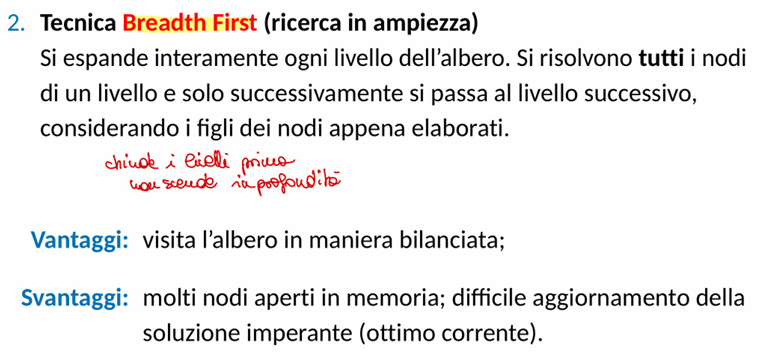 2. Tecnica Breadth First (ricerca in ampiezza)
Si espande interamente ogni livello dell'albero. Si risolvono tutti i nodi
di un livello e solo successivamente si passa al livello successivo,
considerando i figli dei nodi appena elaborati.
chiude i livelli prima
non scende in profondità
Vantaggi: visita l'albero in maniera bilanciata;
Svantaggi: molti nodi aperti in memoria; difficile aggiornamento della
soluzione imperante (ottimo corrente).